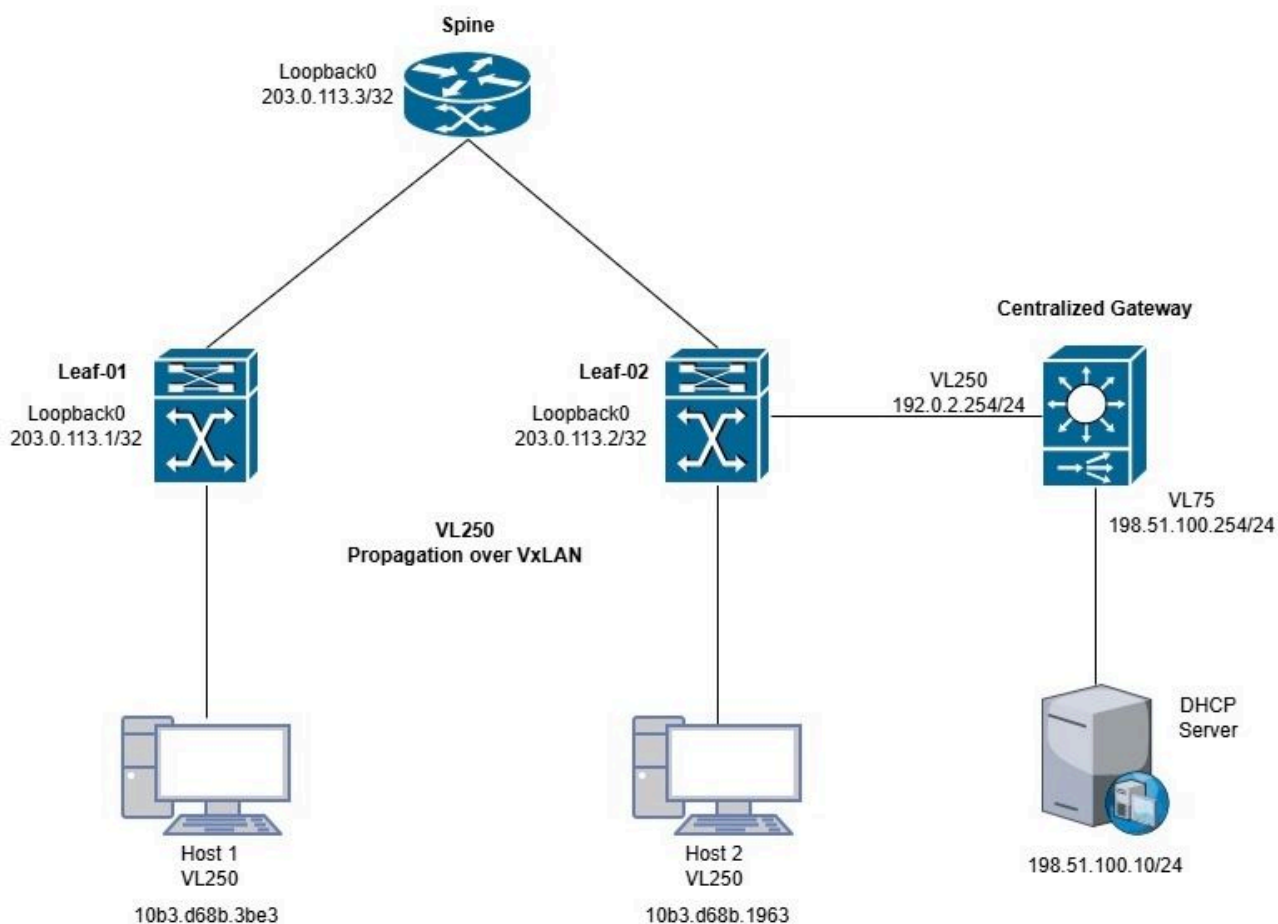 Spine
Loopback0
203.0.113.3/32
Centralized Gateway
Leaf-01
Loopback0
203.0.113.1/32
Leaf-02
Loopback0
203.0.113.2/32
VL250
192.0.2.254/24
VL75
198.51.100.254/24
VL250
Propagation over VxLAN
DHCP
Server
198.51.100.10/24
Host 1
VL250
10b3.d68b.3be3
Host 2
VL250
10b3.d68b.1963